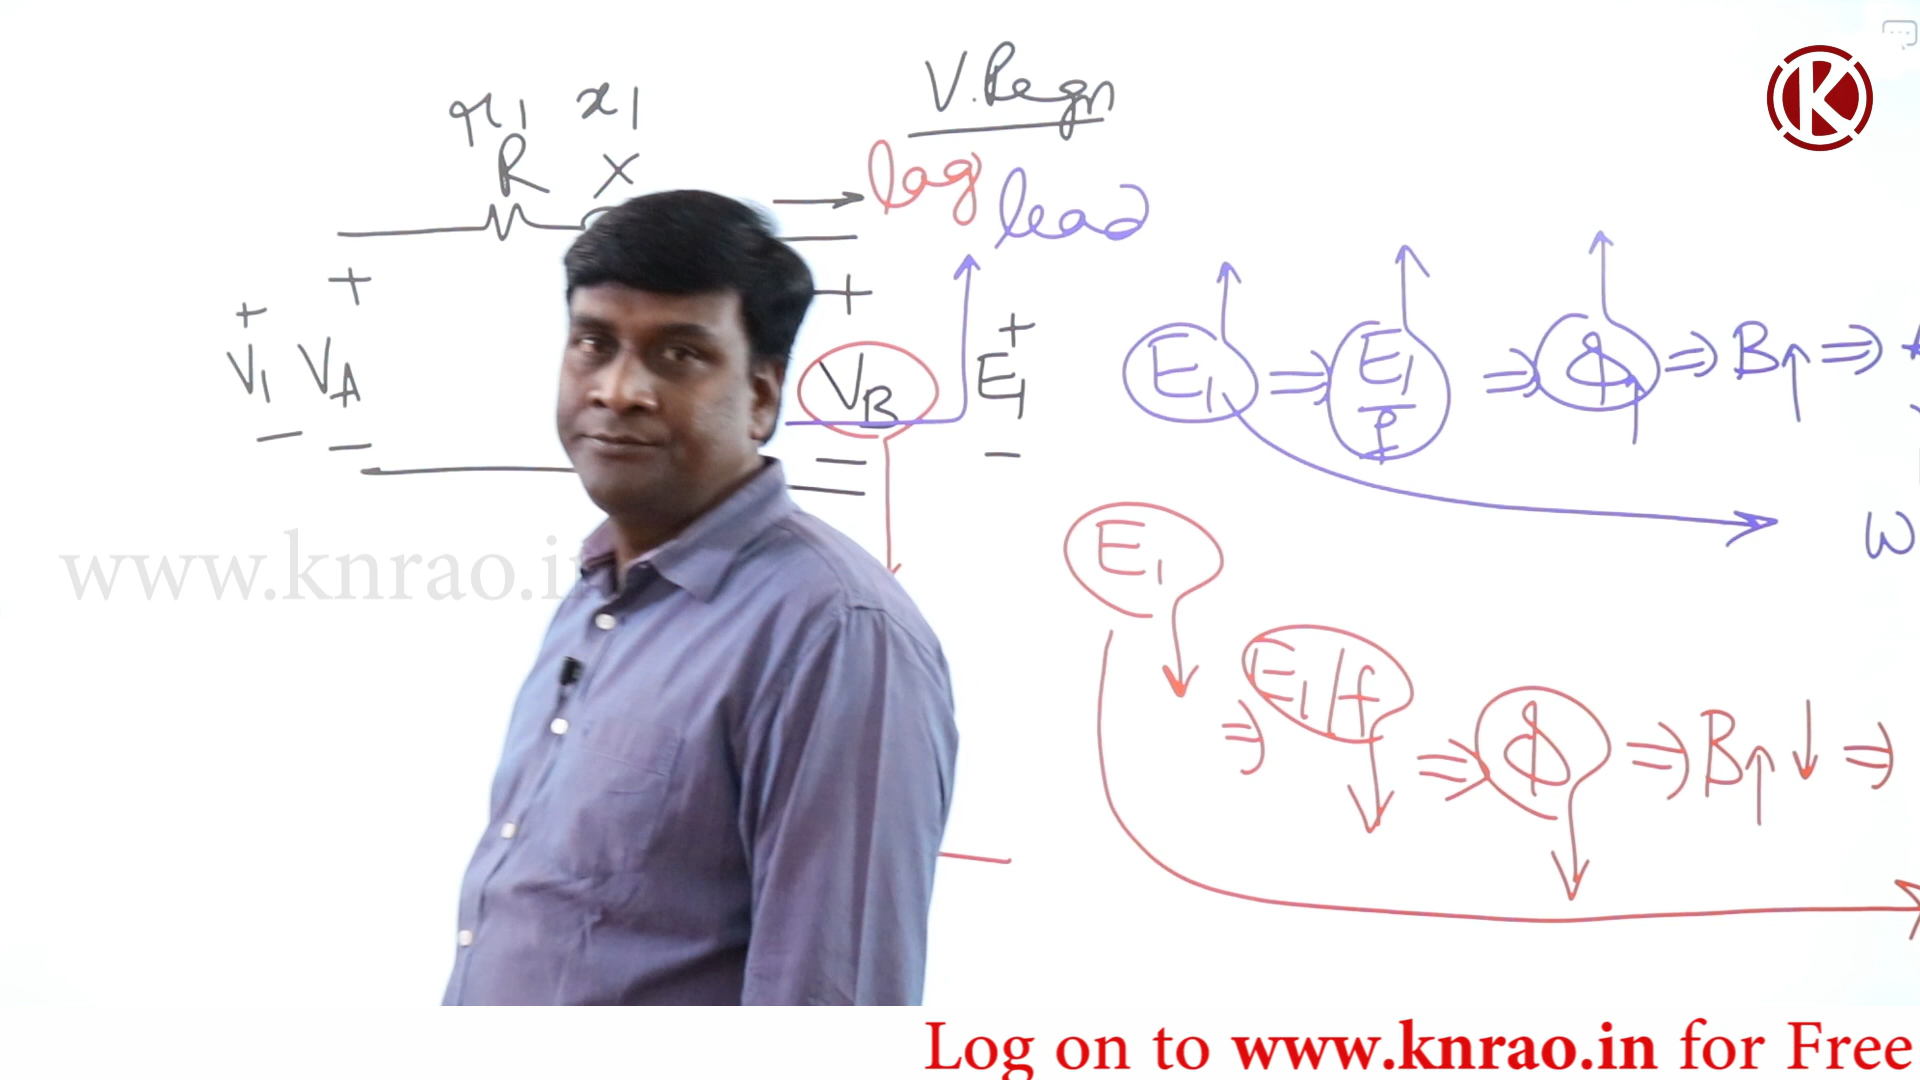 V.Regn
r1 x1
R X
lag
lead
+ +
+ +
V1 VA
VB E1
− − − −
E1 ⇒ E1/f ⇒ ϕ↑ ⇒ B↑ ⇒
W
E1
⇒ E1/f ⇒ ϕ ⇒ B↑ ↓ ⇒
www.knrao.in
K
Log on to www.knrao.in for Free